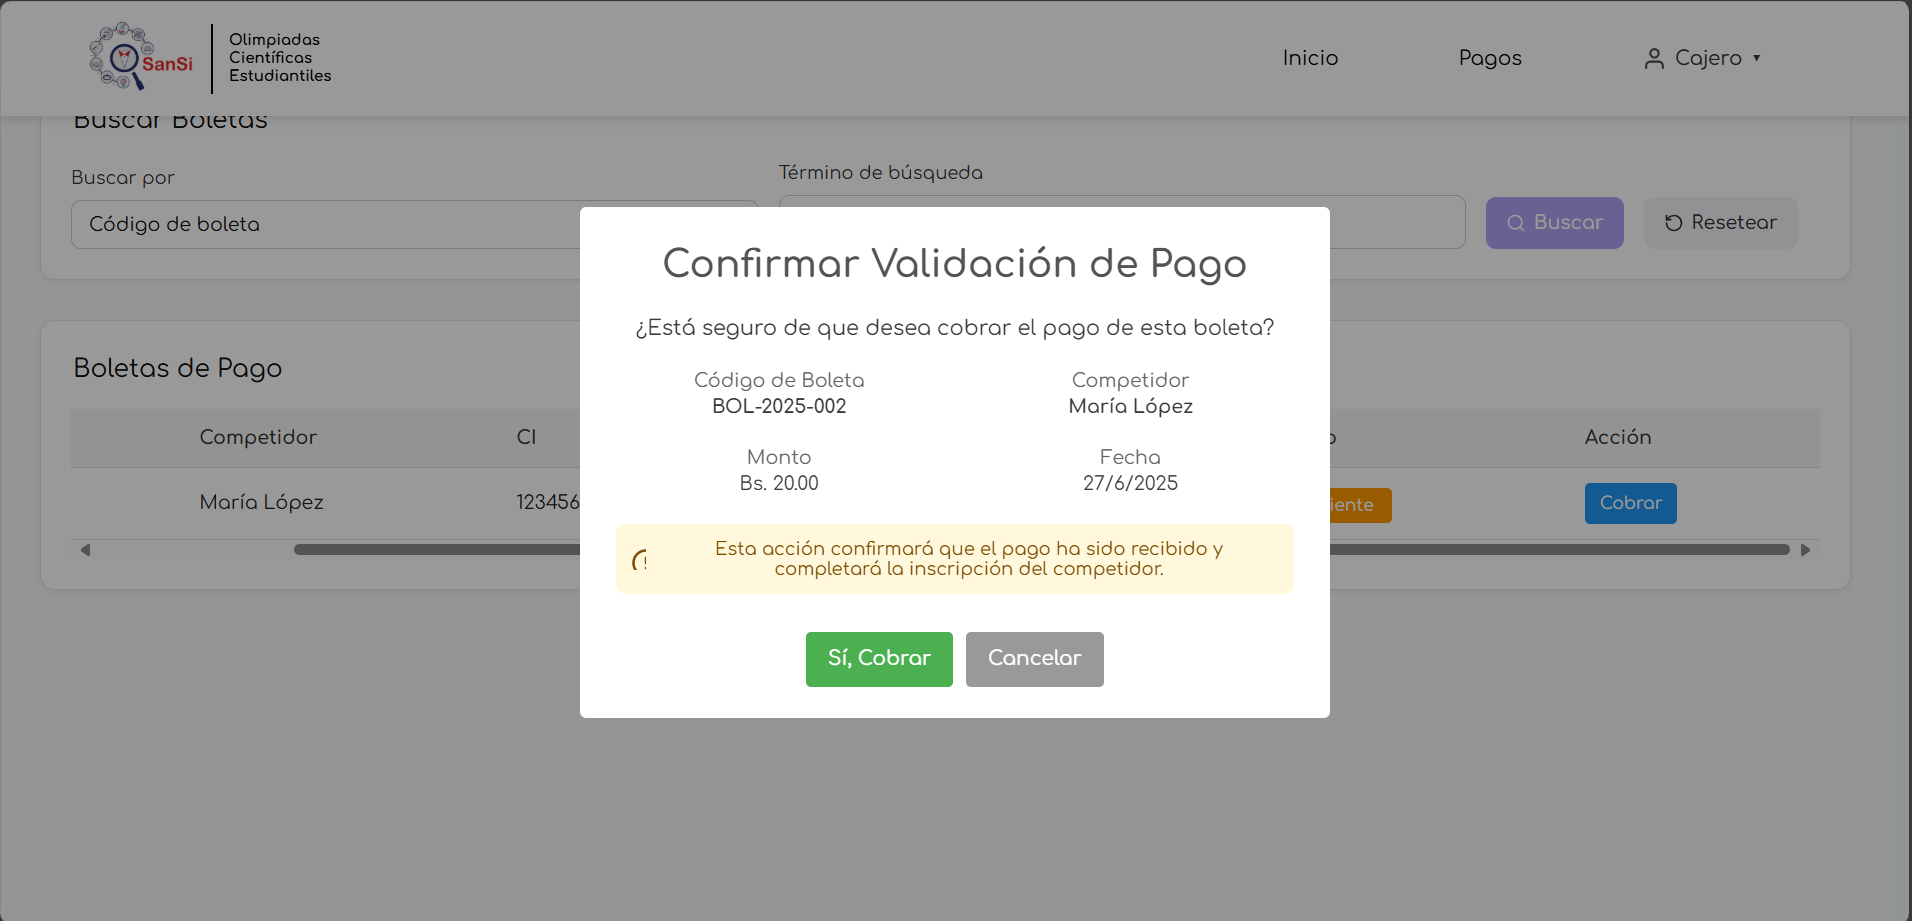 SanSi
Olimpiadas
Científicas
Estudiantiles
Inicio
Pagos
Cajero
Buscar Boletas
Buscar por
Término de búsqueda
Código de boleta
Buscar
Resetear
Confirmar Validación de Pago
¿Está seguro de que desea cobrar el pago de esta boleta?
Código de Boleta
BOL-2025-002
Competidor
María López
Monto
Bs. 20.00
Fecha
27/6/2025
Esta acción confirmará que el pago ha sido recibido y
completará la inscripción del competidor.
Sí, Cobrar
Cancelar
Boletas de Pago
Competidor
CI
Acción
María López
123456
iente
Cobrar